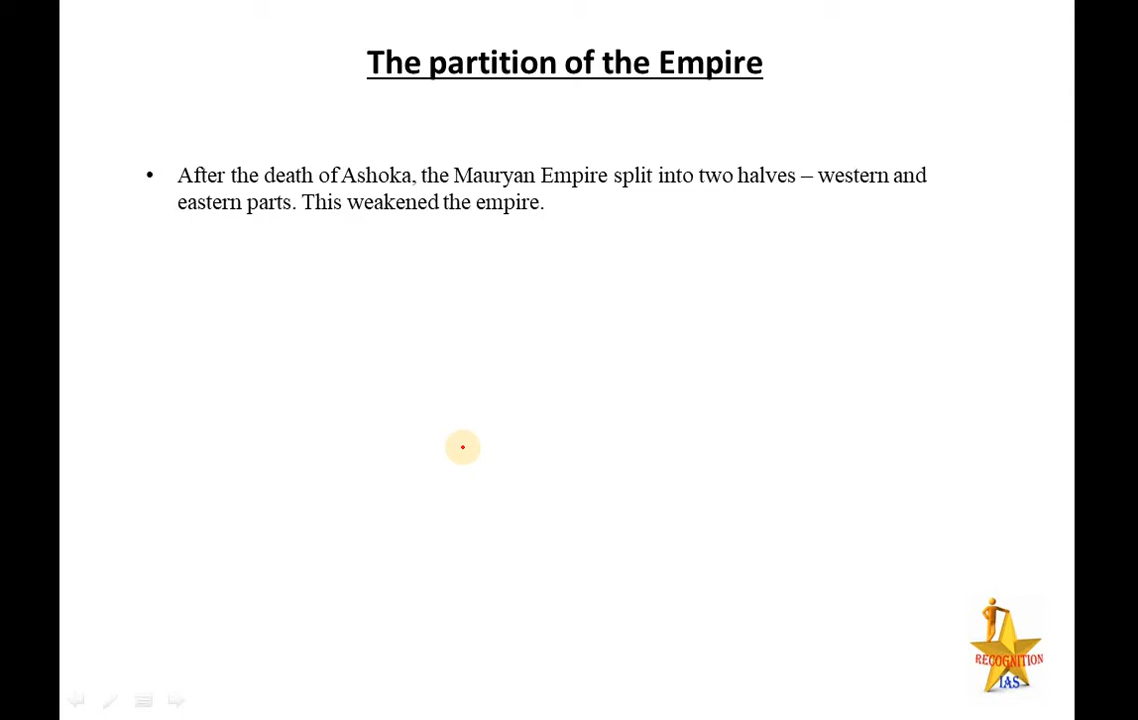 The partition of the Empire
• After the death of Ashoka, the Mauryan Empire split into two halves – western and
eastern parts. This weakened the empire.
RECOGNITION
IAS